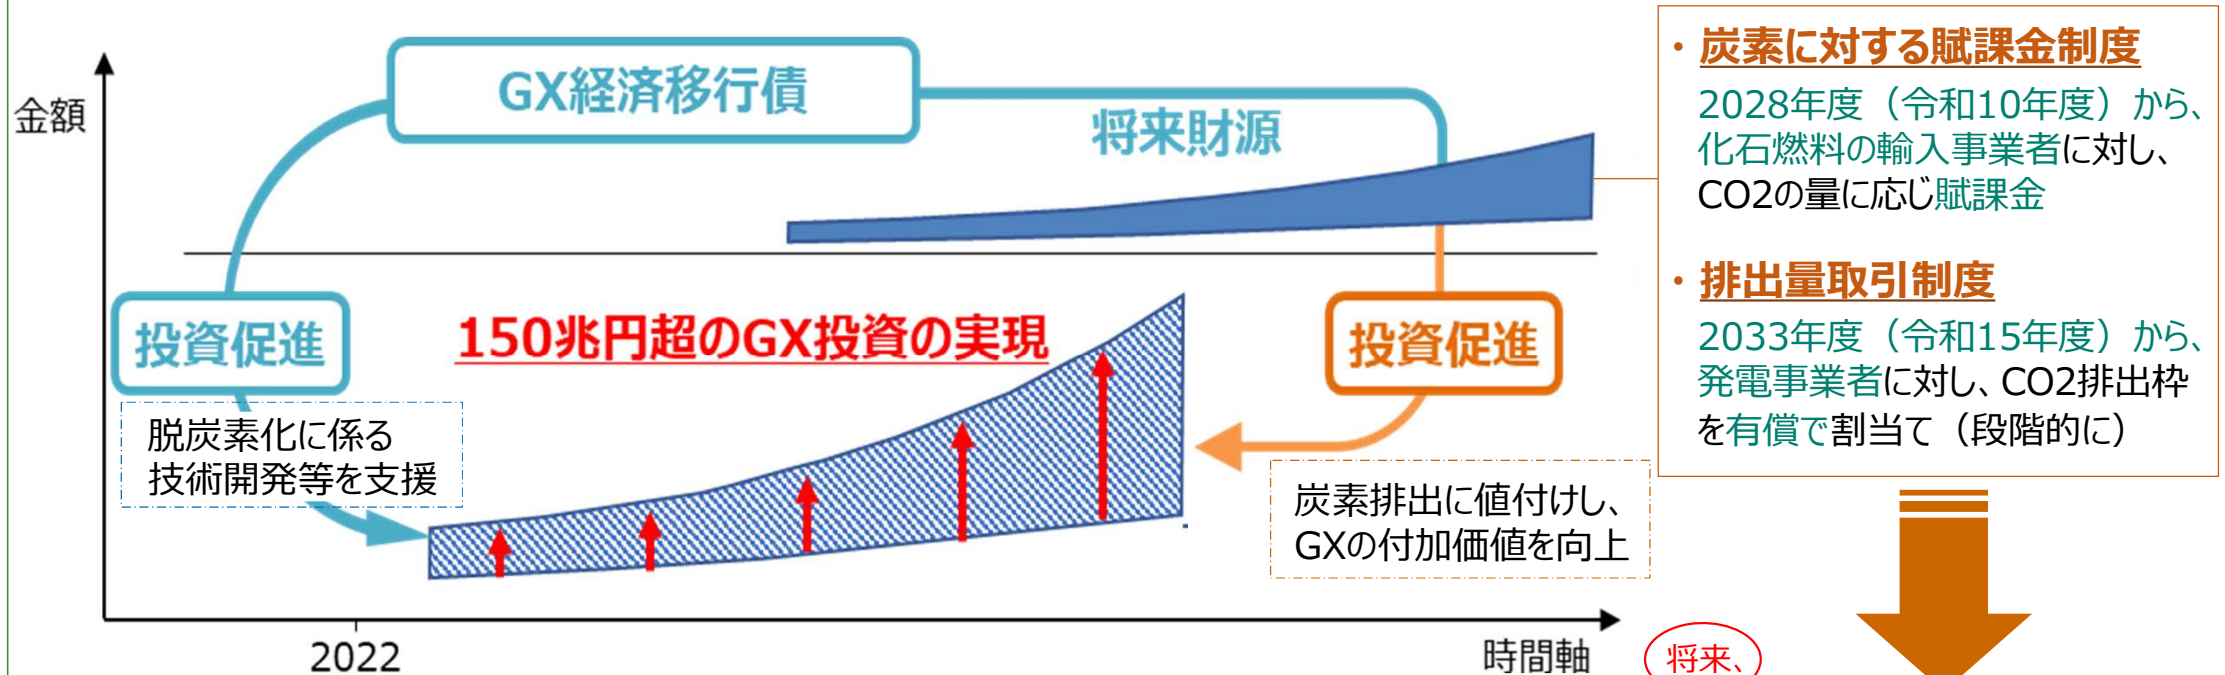 金額
GX経済移行債
将来財源
投資促進
脱炭素化に係る
技術開発等を支援
150兆円超のGX投資の実現
投資促進
炭素排出に値付けし、
GXの付加価値を向上
2022
時間軸
・炭素に対する賦課金制度
2028年度（令和10年度）から、
化石燃料の輸入事業者に対し、
CO2の量に応じ賦課金
・排出量取引制度
2033年度（令和15年度）から、
発電事業者に対し、CO2排出枠
を有償で割当て（段階的に）
将来、